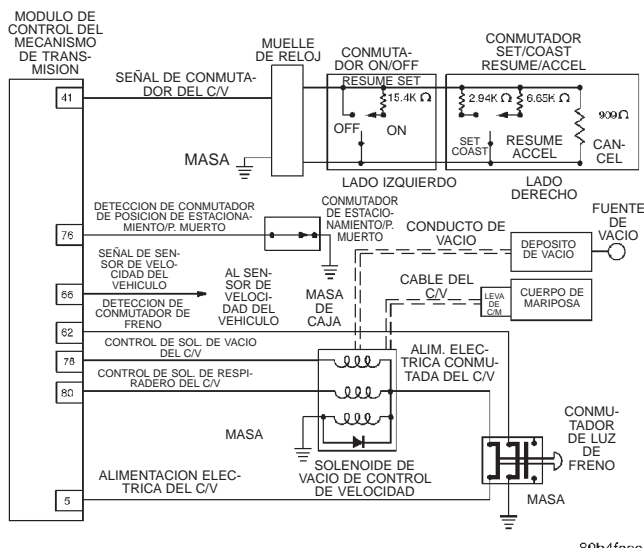 MODULO DE
CONTROL DEL
MECANISMO
DE TRANS-
MISION
41
76
66
62
78
80
5
SEÑAL DE CONMUTA-
DOR DEL C/V
MASA
MUELLE
DE RELOJ
CONMUTA-
DOR ON/OFF
RESUME SET
15.4K Ω
OFF
ON
LADO IZQUIERDO
CONMUTADOR
SET/COAST
RESUME/ACCEL
2.94K Ω
6.65K Ω
909 Ω
SET
COAST
RESUME
ACCEL
CAN-
CEL
LADO
DERECHO
DETECCION DE CONMUTADOR
DE POSICION DE ESTACIONA-
MIENTO/P. MUERTO
CONMUTADOR
DE ESTACIO-
NAMIENTO/P.
MUERTO
MASA
DE CAJA
SEÑAL DE SEN-
SOR DE VELO-
CIDAD DEL
VEHICULO
AL SENSO
R DE
VELOCI-
DAD DEL
VEHICULO
DETECCION DE
CONMUTADOR DE
FRENO
CONTROL DE SOL. DE VACIO
DEL C/V
CONTROL DE SOL. DE RESPI-
RADERO DEL C/V
MASA
SOLENOIDE DE
VACIO DE CONTROL
DE VELOCIDAD
CONDUCTO DE
VACIO
DEPOSITO
DE VACIO
FUENTE
DE
VACIO
CABLE DEL
C/V
LEVA
DE
C/M
CUERPO DE
MARIPOSA
ALIM. ELEC-
TRICA CONMU-
TADA DEL C/V
CONMU-
TADOR
DE LUZ
DE
FRENO
MASA
ALIMENTACION ELEC-
TRICA DEL C/V